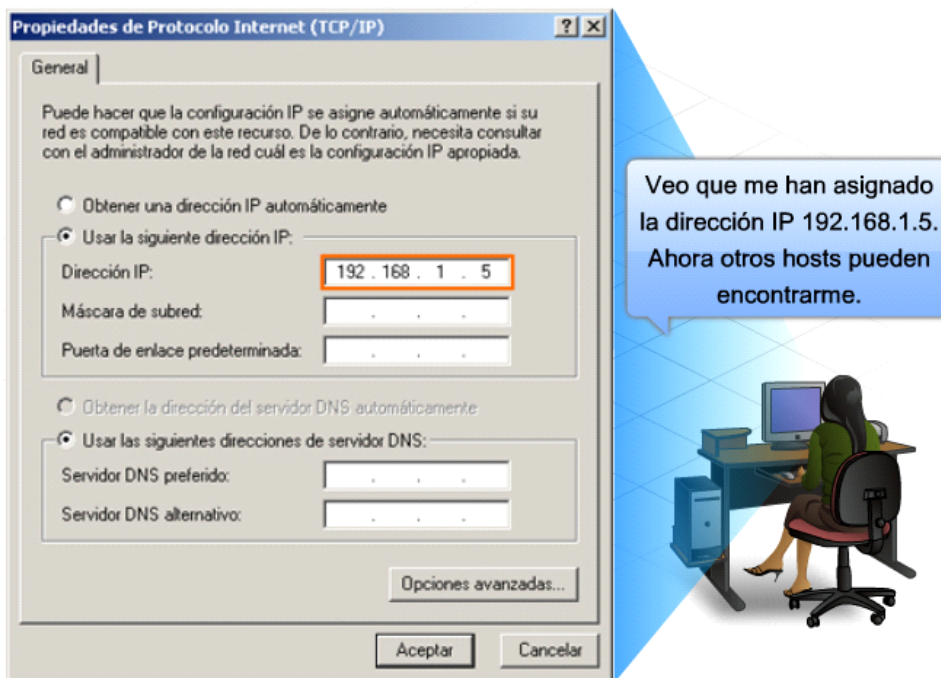 Propiedades de Protocolo Internet (TCP/IP)
General
Puede hacer que la configuración IP se asigne automáticamente si su
red es compatible con este recurso. De lo contrario, necesita consultar
con el administrador de la red cuál es la configuración IP apropiada.
Obtener una dirección IP automáticamente
Usar la siguiente dirección IP:
Dirección IP: 192 . 168 . 1 . 5
Máscara de subred: . . .
Puerta de enlace predeterminada: . . .
Obtener la dirección del servidor DNS automáticamente
Usar las siguientes direcciones de servidor DNS:
Servidor DNS preferido: . . .
Servidor DNS alternativo: . . .
Opciones avanzadas...
Aceptar Cancelar
Veo que me han asignado
la dirección IP 192.168.1.5.
Ahora otros hosts pueden
encontrarme.